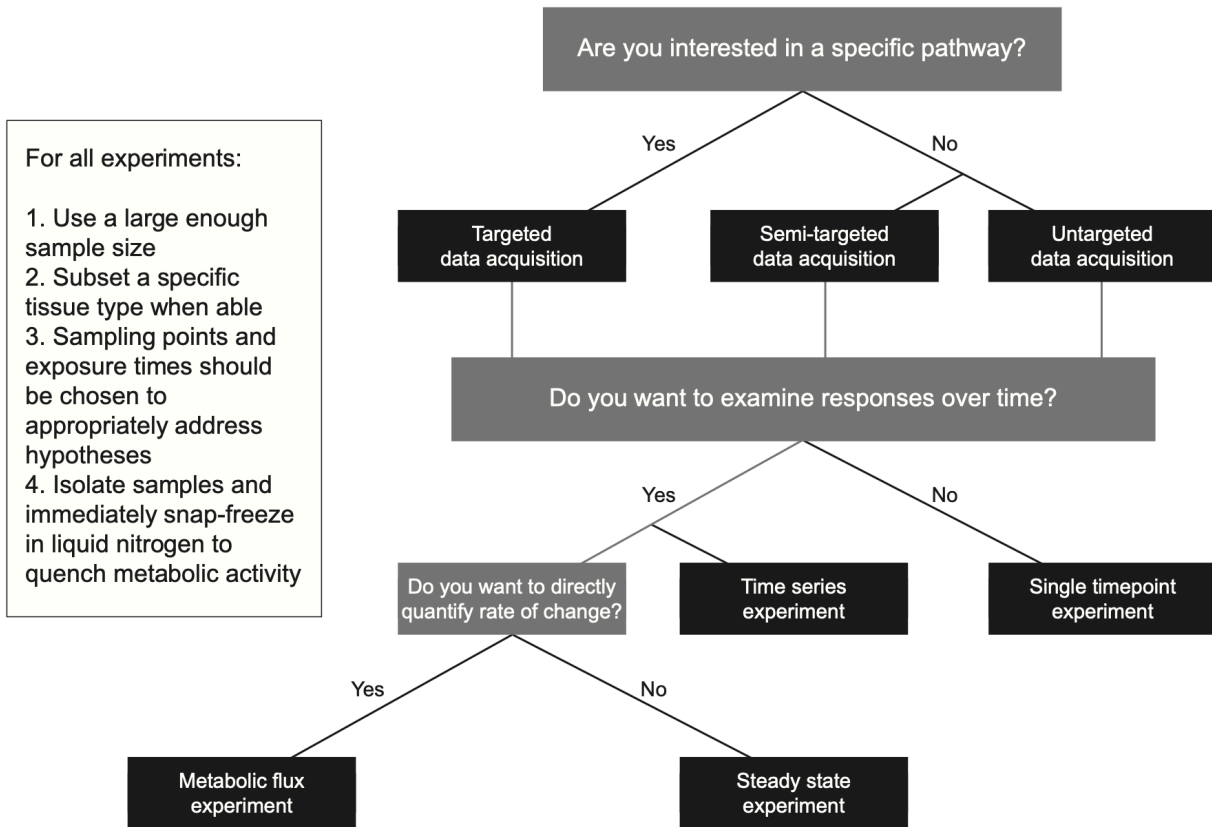 Are you interested in a specific pathway?
Yes
No
For all experiments:
1. Use a large enough
sample size
2. Subset a specific
tissue type when able
3. Sampling points and
exposure times should
be chosen to
appropriately address
hypotheses
4. Isolate samples and
immediately snap-freeze
in liquid nitrogen to
quench metabolic activity
Targeted
data acquisition
Semi-targeted
data acquisition
Untargeted
data acquisition
Do you want to examine responses over time?
Yes
No
Do you want to directly
quantify rate of change?
Time series
experiment
Single timepoint
experiment
Yes
No
Metabolic flux
experiment
Steady state
experiment